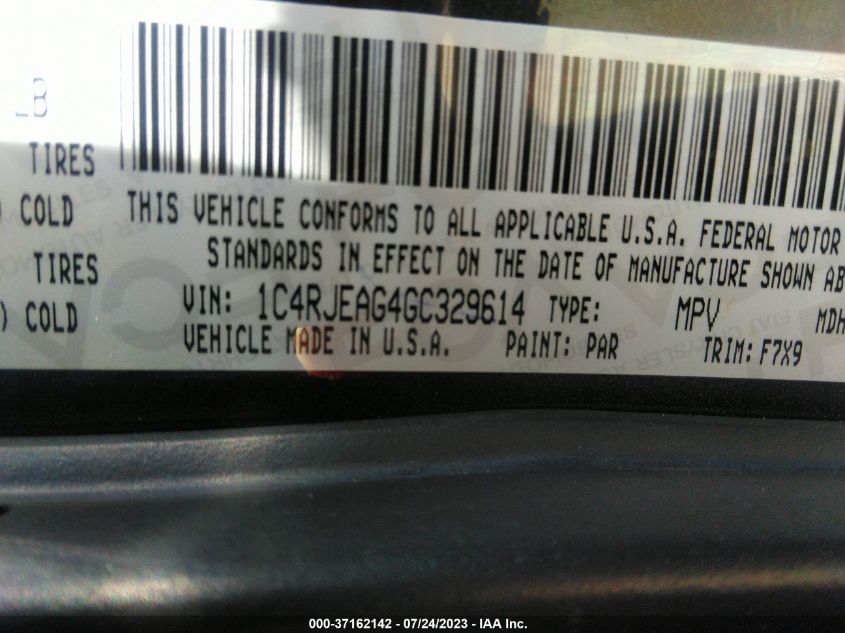 LB
TIRES
) COLD
TIRES
) COLD
THIS VEHICLE CONFORMS TO ALL APPLICABLE U.S.A. FEDERAL MOTOR
STANDARDS IN EFFECT ON THE DATE OF MANUFACTURE SHOWN AB
VIN: 1C4RJEAG4GC329614 TYPE: MPV MDH
VEHICLE MADE IN U.S.A. PAINT: PAR TRIM: F7X9
000-37162142 - 07/24/2023 - IAA Inc.